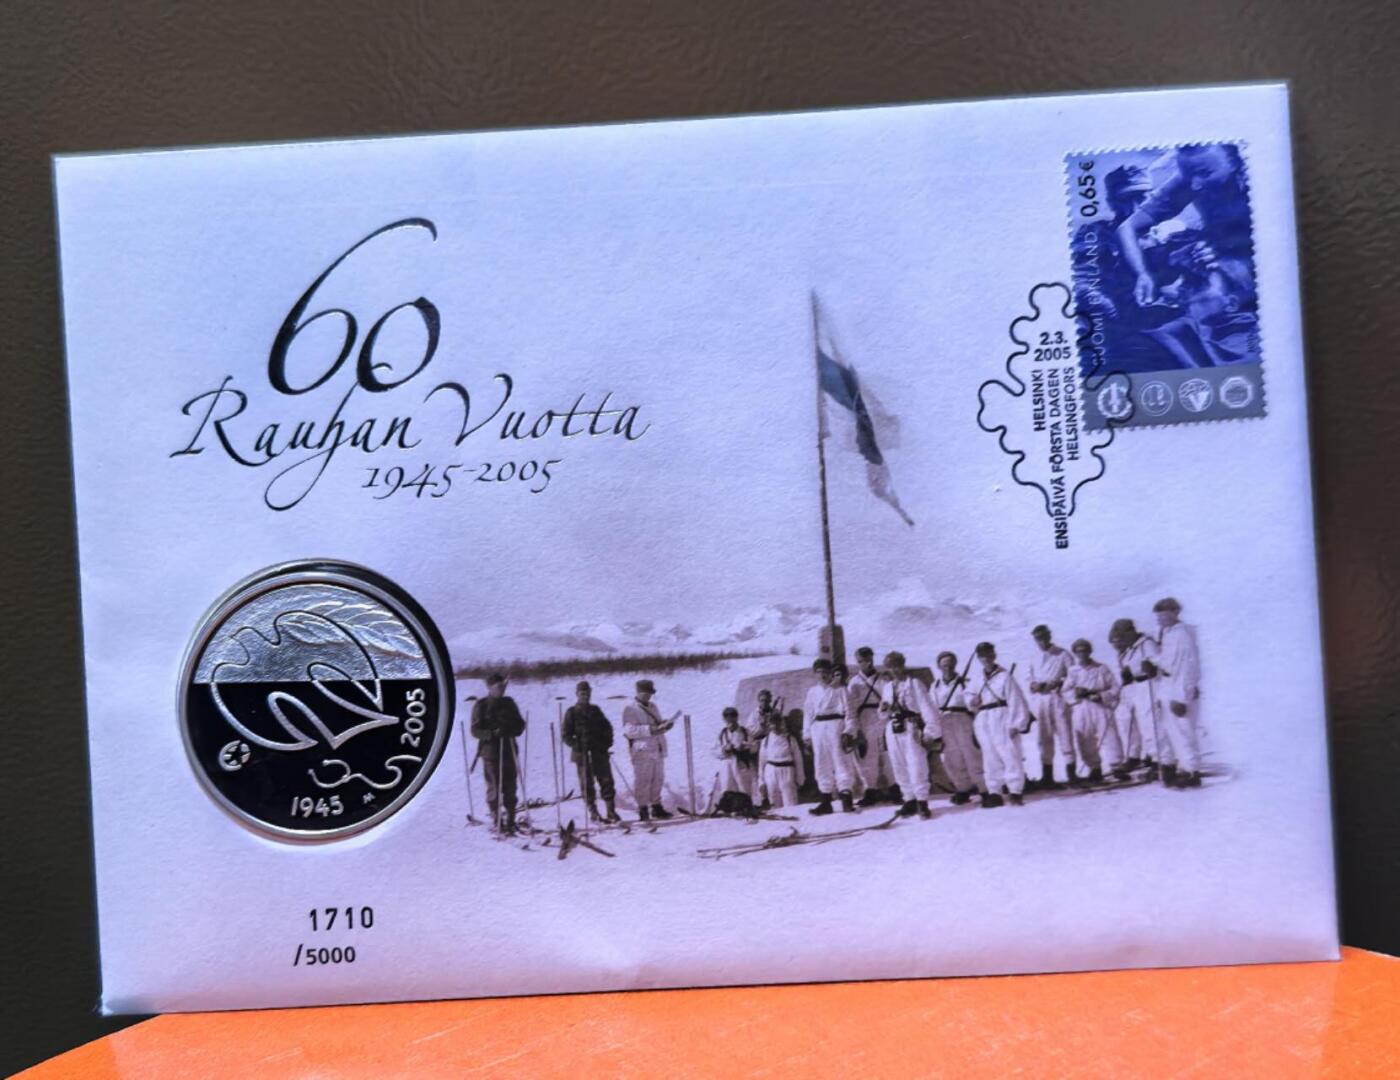 60
Rauhan Vuotta
1945-2005
0,65 €
SUOMI FINLAND
2.3.
2005
HELSINKI
ENSIPÄIVÄ FÖRSTA DAGEN
HELSINGFORS
2005
1945
M
1710
/5000